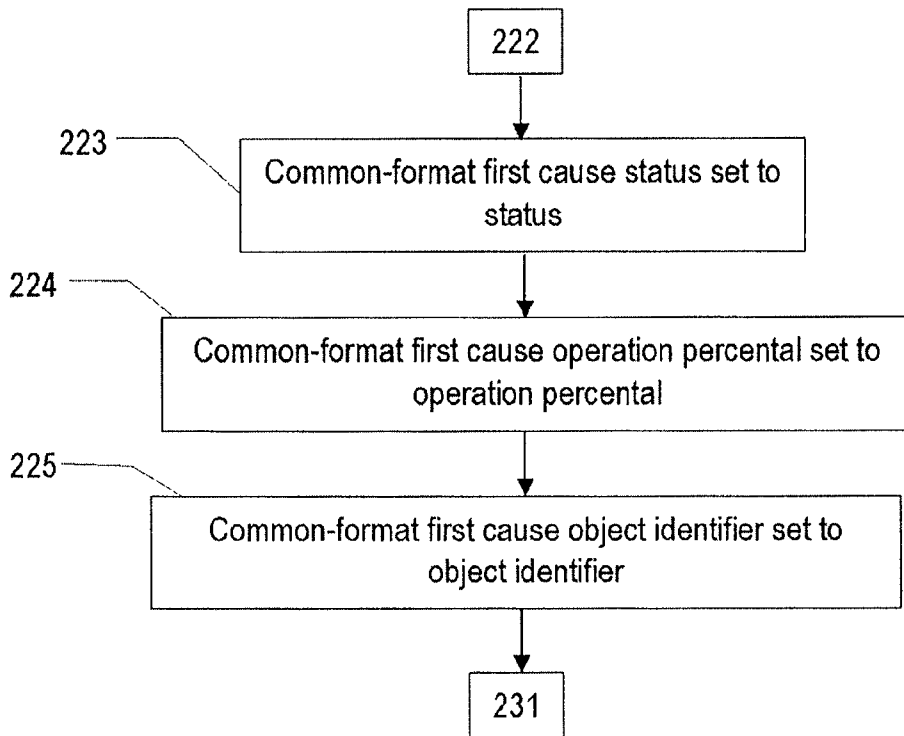 222
223
Common-format first cause status set to
status
224
Common-format first cause operation percental set to
operation percental
225
Common-format first cause object identifier set to
object identifier
231